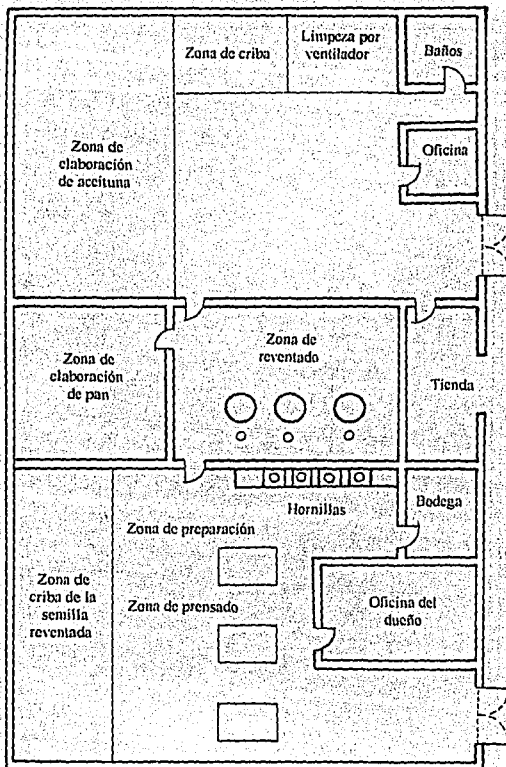 Zona de criba
Limpeza por
ventilador
Baños
Zona de
elaboración
de aceituna
Oficina
Zona de
elaboración
de pan
Zona de
reventado
Tienda
Hornillas
Bodega
Zona de preparación
Zona de
criba de la
semilla
reventada
Zona de prensado
Oficina del
dueño